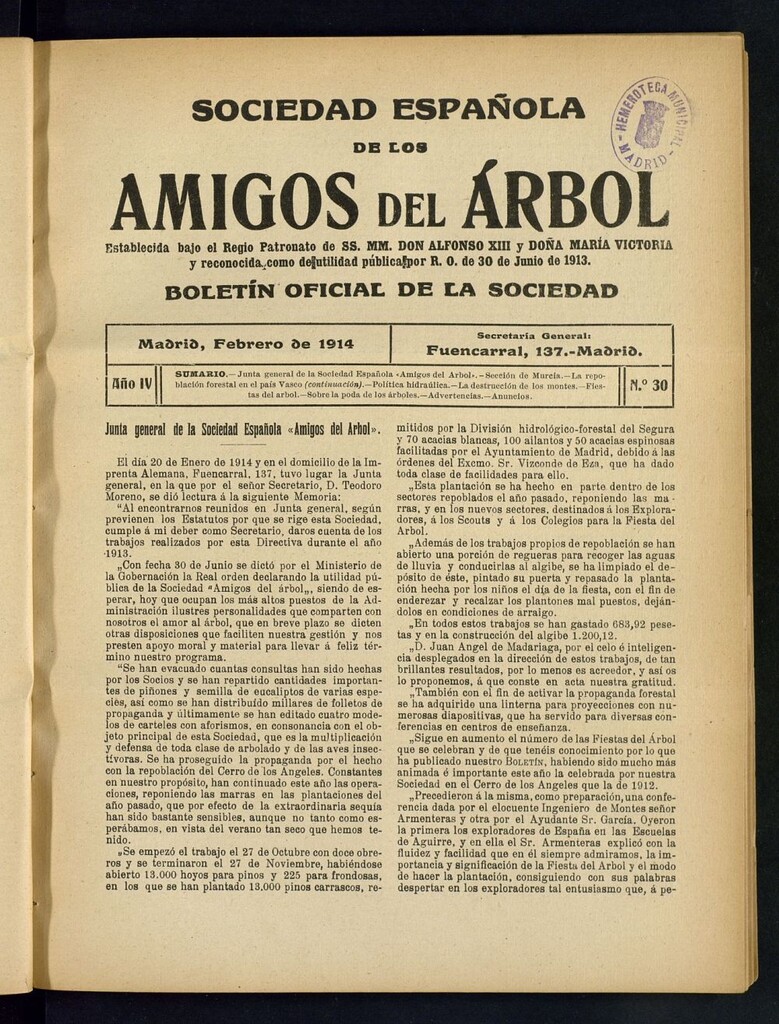 SOCIEDAD ESPAÑOLA
DE LOS
AMIGOS DEL ÁRBOL
Establecida bajo el Regio Patronato de SS. MM. DON ALFONSO XIII y DOÑA MARÍA VICTORIA
y reconocida como de utilidad pública por R. O. de 30 de Junio de 1913.
BOLETÍN OFICIAL DE LA SOCIEDAD
HEMEROTECA MUNICIPAL
- MADRID -
Madrid, Febrero de 1914
Secretaría General:
Fuencarral, 137.-Madrid.
Año IV
SUMARIO.—Junta general de la Sociedad Española «Amigos del Arbol».—Sección de Murcia.—La repo-
blación forestal en el país Vasco (continuación).—Política hidraúlica.—La destrucción de los montes.—Fies-
tas del arbol.—Sobre la poda de los árboles.—Advertencias.—Anuncios.
N.º 30
Junta general de la Sociedad Española «Amigos del Arbol».
El día 20 de Enero de 1914 y en el domicilio de la Im-
prenta Alemana, Fuencarral, 137, tuvo lugar la Junta
general, en la que por el señor Secretario, D. Teodoro
Moreno, se dió lectura á la siguiente Memoria:
“Al encontrarnos reunidos en Junta general, según
previenen los Estatutos por que se rige esta Sociedad,
cumple á mi deber como Secretario, daros cuenta de los
trabajos realizados por esta Directiva durante el año
1913.
„Con fecha 30 de Junio se dictó por el Ministerio de
la Gobernación la Real orden declarando la utilidad pú-
blica de la Sociedad «Amigos del árbol„, siendo de es-
perar, hoy que ocupan los más altos puestos de la Ad-
ministración ilustres personalidades que comparten con
nosotros el amor al árbol, que en breve plazo se dicten
otras disposiciones que faciliten nuestra gestión y nos
presten apoyo moral y material para llevar á feliz tér-
mino nuestro programa.
“Se han evacuado cuantas consultas han sido hechas
por los Socios y se han repartido cantidades importan-
tes de piñones y semilla de eucaliptos de varias espe-
ciés, así como se han distribuído millares de folletos de
propaganda y últimamente se han editado cuatro mode-
los de carteles con aforismos, en consonancia con el ob-
jeto principal de esta Sociedad, que es la multiplicación
y defensa de toda clase de arbolado y de las aves insec-
tívoras. Se ha proseguido la propaganda por el hecho
con la repoblación del Cerro de los Angeles. Constantes
en nuestro propósito, han continuado este año las ope-
raciones, reponiendo las marras en las plantaciones del
año pasado, que por efecto de la extraordinaria sequía
han sido bastante sensibles, aunque no tanto como es-
perábamos, en vista del verano tan seco que hemos te-
nido.
„Se empezó el trabajo el 27 de Octubre con doce obre-
ros y se terminaron el 27 de Noviembre, habiéndose
abierto 13.000 hoyos para pinos y 225 para frondosas,
en los que se han plantado 13.000 pinos carrascos, re-
mitidos por la División hidrológico-forestal del Segura
y 70 acacias blancas, 100 ailantos y 50 acacias espinosas
facilitadas por el Ayuntamiento de Madrid, debido á las
órdenes del Excmo. Sr. Vizconde de Eza, que ha dado
toda clase de facilidades para ello.
„Esta plantación se ha hecho en parte dentro de los
sectores repoblados el año pasado, reponiendo las ma-
rras, y en los nuevos sectores, destinados á los Explora-
dores, á los Scouts y á los Colegios para la Fiesta del
Arbol.
„Además de los trabajos propios de repoblación se han
abierto una porción de regueras para recoger las aguas
de lluvia y conducirlas al algibe, se ha limpiado el de-
pósito de éste, pintado su puerta y repasado la planta-
ción hecha por los niños el día de la fiesta, con el fin de
enderezar y recalzar los plantones mal puestos, deján-
dolos en condiciones de arraigo.
„En todos estos trabajos se han gastado 683,92 pese-
tas y en la construcción del algibe 1.200,12.
„D. Juan Angel de Madariaga, por el celo é inteligen-
cia desplegados en la dirección de estos trabajos, de tan
brillantes resultados, por lo menos es acreedor, y así os
lo proponemos, á que conste en acta nuestra gratitud.
„También con el fin de activar la propaganda forestal
se ha adquirido una linterna para proyecciones con nu-
merosas diapositivas, que ha servido para diversas con-
ferencias en centros de enseñanza.
„Sigue en aumento el número de las Fiestas del Árbol
que se celebran y de que tenéis conocimiento por lo que
ha publicado nuestro BOLETÍN, habiendo sido mucho más
animada é importante este año la celebrada por nuestra
Sociedad en el Cerro de los Angeles que la de 1912.
„Precedieron á la misma, como preparación, una confe-
rencia dada por el elocuente Ingeniero de Montes señor
Armenteras y otra por el Ayudante Sr. García. Oyeron
la primera los exploradores de España en las Escuelas
de Aguirre, y en ella el Sr. Armenteras explicó con la
fluidez y facilidad que en él siempre admiramos, la im-
portancia y significación de la Fiesta del Arbol y el modo
de hacer la plantación, consiguiendo con sus palabras
despertar en los exploradores tal entusiasmo que, á pe-